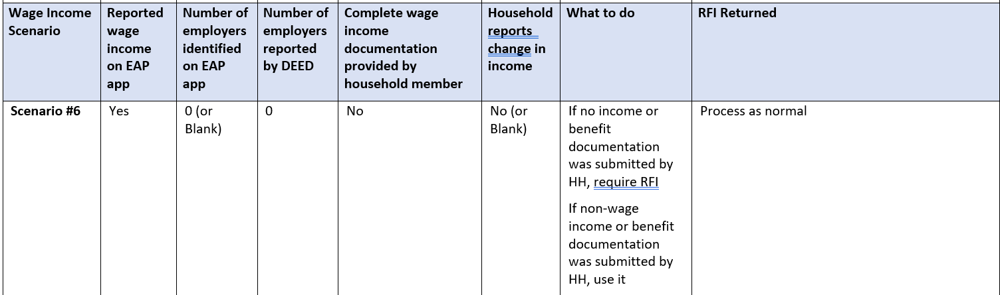 Wage Income
Scenario
Reported
wage
income
on EAP
app
Number of
employers
identified
on EAP
app
Number of
employers
reported
by DEED
Complete wage
income
documentation
provided by
household member
Household
reports
change in
income
What to do
RFI Returned
Scenario #6
Yes
0 (or
Blank)
0
No
No (or
Blank)
If no income or
benefit
documentation
was submitted by
HH, require RFI
If non-wage
income or benefit
documentation
was submitted by
HH, use it
Process as normal